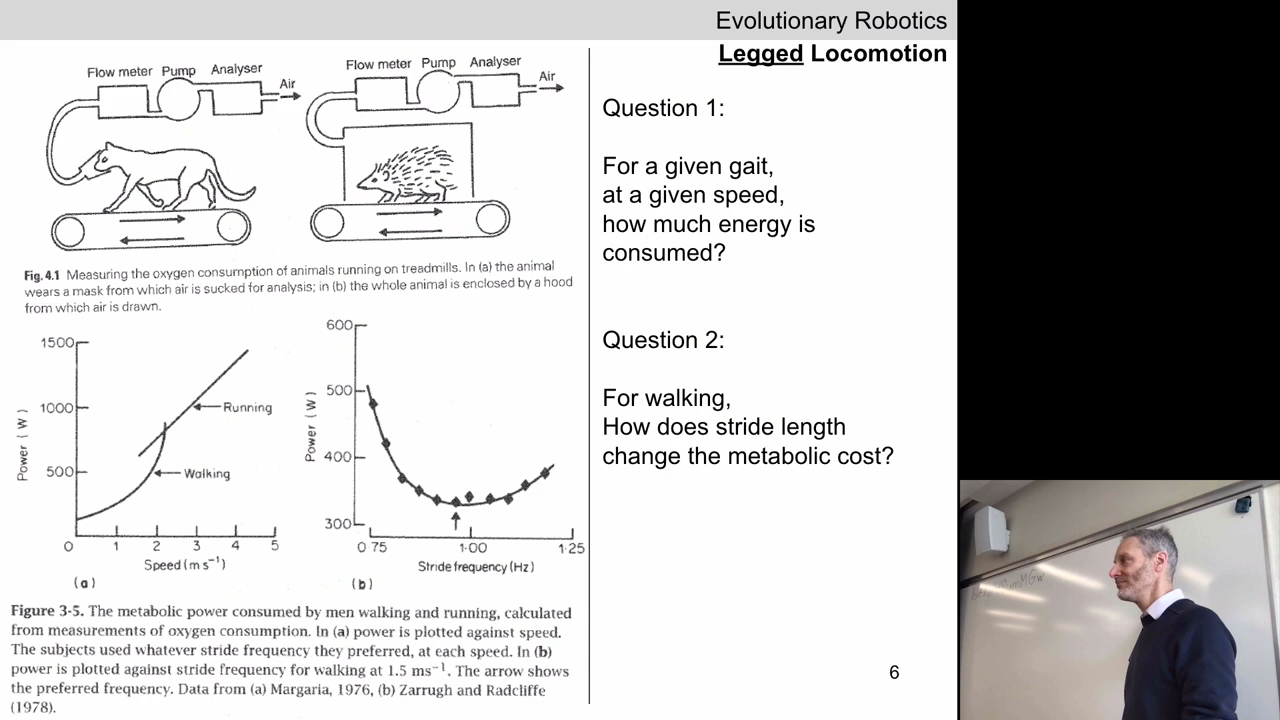 Evolutionary Robotics
Legged Locomotion
Flow meter Pump Analyser
Air
Flow meter Pump Analyser
Air
Fig. 4.1 Measuring the oxygen consumption of animals running on treadmills. In (a) the animal
wears a mask from which air is sucked for analysis; in (b) the whole animal is enclosed by a hood
from which air is drawn.
1500
1000
500
Power (W)
Running
Walking
0 1 2 3 4 5
Speed (m s⁻¹)
(a)
600
500
400
300
Power (W)
0·75 1·00 1·25
Stride frequency (Hz)
(b)
Figure 3-5. The metabolic power consumed by men walking and running, calculated
from measurements of oxygen consumption. In (a) power is plotted against speed.
The subjects used whatever stride frequency they preferred, at each speed. In (b)
power is plotted against stride frequency for walking at 1.5 ms⁻¹. The arrow shows
the preferred frequency. Data from (a) Margaria, 1976, (b) Zarrugh and Radcliffe
(1978).
Question 1:
For a given gait,
at a given speed,
how much energy is
consumed?
Question 2:
For walking,
How does stride length
change the metabolic cost?
6